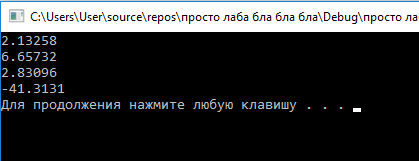 C:\Users\User\source\repos\просто лаба бла бла бла\Debug\просто ла
2.13258
6.65732
2.83096
-41.3131
Для продолжения нажмите любую клавишу . . .